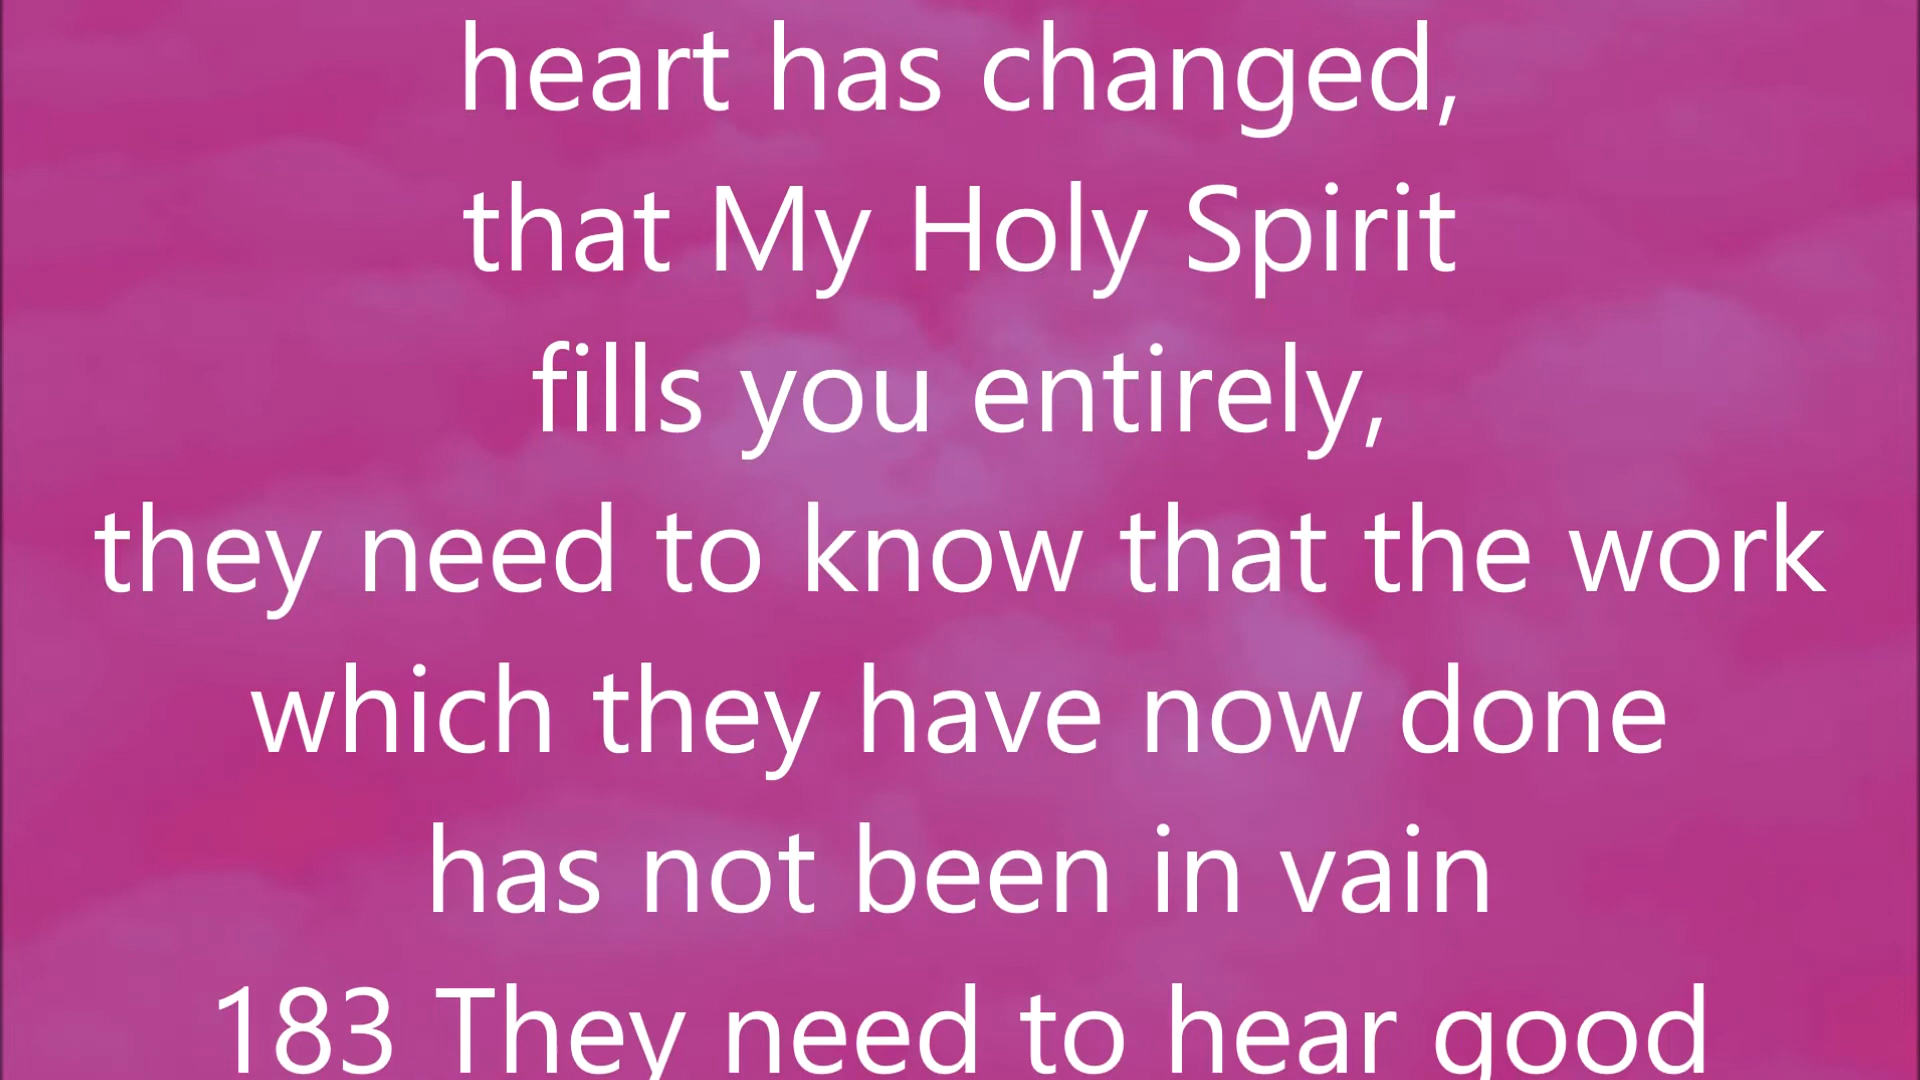 heart has changed,
that My Holy Spirit
fills you entirely,
they need to know that the work
which they have now done
has not been in vain
183 They need to hear good